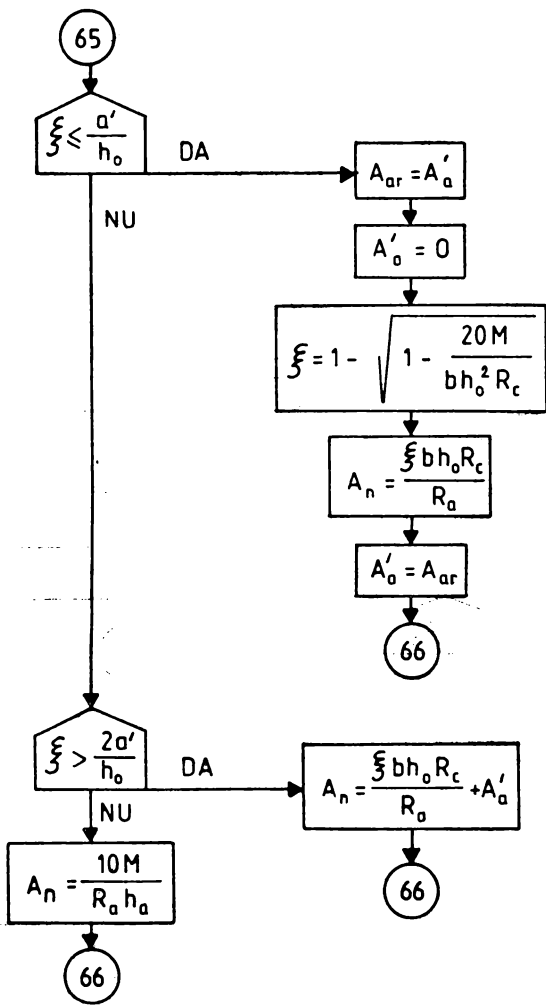 65
ξ ≤ a′/h₀
DA
NU
A_ar = A′_a
A′_a = 0
ξ = 1 - √(1 - 20M/(bh₀²R_c))
A_n = ξbh₀R_c/R_a
A′_a = A_ar
66
ξ > 2a′/h₀
DA
NU
A_n = ξbh₀R_c/R_a + A′_a
66
A_n = 10M/(R_a h_a)
66